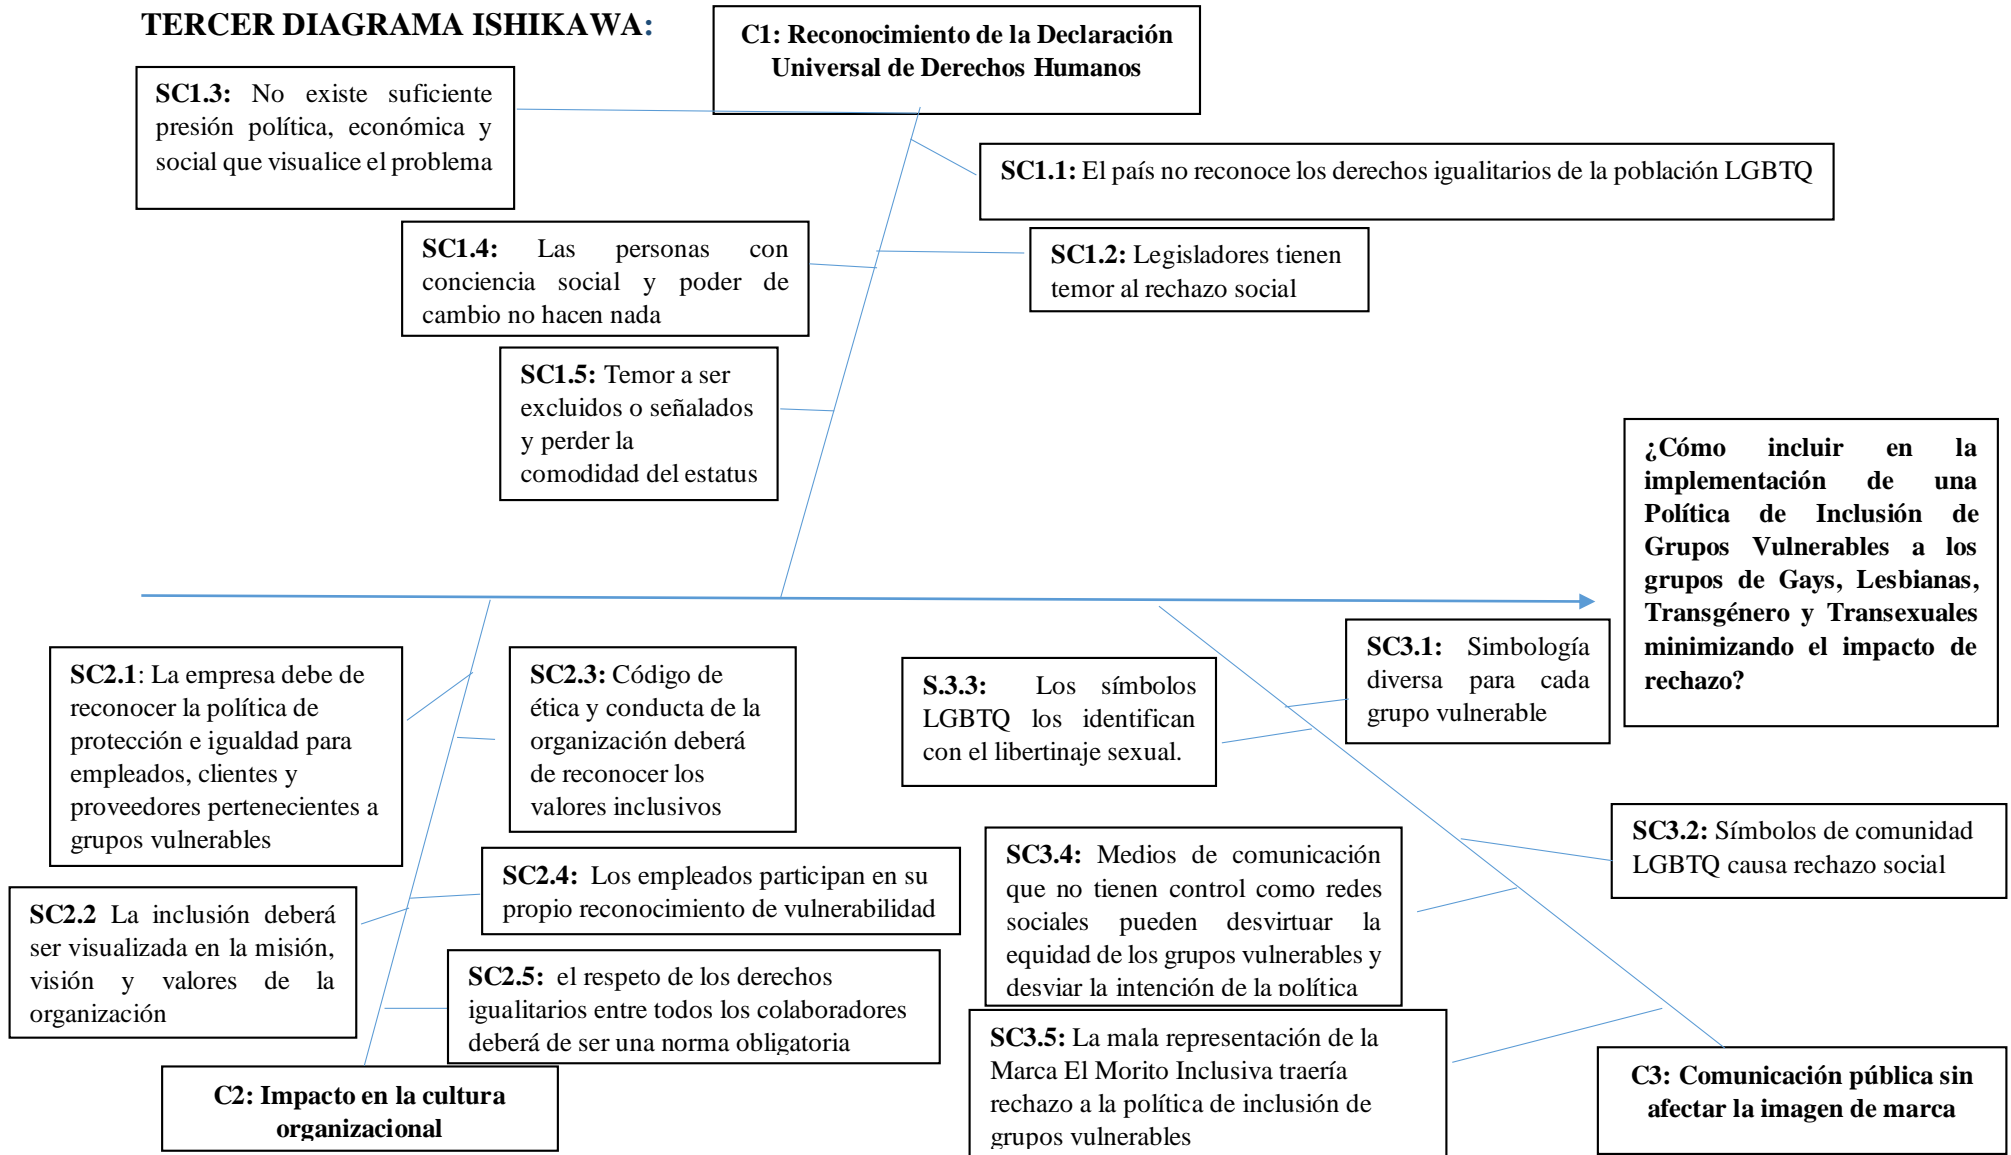 TERCER DIAGRAMA ISHIKAWA:
C1: Reconocimiento de la Declaración
Universal de Derechos Humanos
SC1.3: No existe suficiente
presión política, económica y
social que visualice el problema
SC1.1: El país no reconoce los derechos igualitarios de la población LGBTQ
SC1.4: Las personas con
conciencia social y poder de
cambio no hacen nada
SC1.2: Legisladores tienen
temor al rechazo social
SC1.5: Temor a ser
excluidos o señalados
y perder la
comodidad del estatus
¿Cómo incluir en la
implementación de una
Política de Inclusión de
Grupos Vulnerables a los
grupos de Gays, Lesbianas,
Transgénero y Transexuales
minimizando el impacto de
rechazo?
SC2.1: La empresa debe de
reconocer la política de
protección e igualdad para
empleados, clientes y
proveedores pertenecientes a
grupos vulnerables
SC2.3: Código de
ética y conducta de la
organización deberá
de reconocer los
valores inclusivos
S.3.3: Los símbolos
LGBTQ los identifican
con el libertinaje sexual.
SC3.1: Simbología
diversa para cada
grupo vulnerable
SC2.2 La inclusión deberá
ser visualizada en la misión,
visión y valores de la
organización
SC2.4: Los empleados participan en su
propio reconocimiento de vulnerabilidad
SC3.4: Medios de comunicación
que no tienen control como redes
sociales pueden desvirtuar la
equidad de los grupos vulnerables y
desviar la intención de la política
SC3.2: Símbolos de comunidad
LGBTQ causa rechazo social
SC2.5: el respeto de los derechos
igualitarios entre todos los colaboradores
deberá de ser una norma obligatoria
SC3.5: La mala representación de la
Marca El Morito Inclusiva traería
rechazo a la política de inclusión de
grupos vulnerables
C2: Impacto en la cultura
organizacional
C3: Comunicación pública sin
afectar la imagen de marca